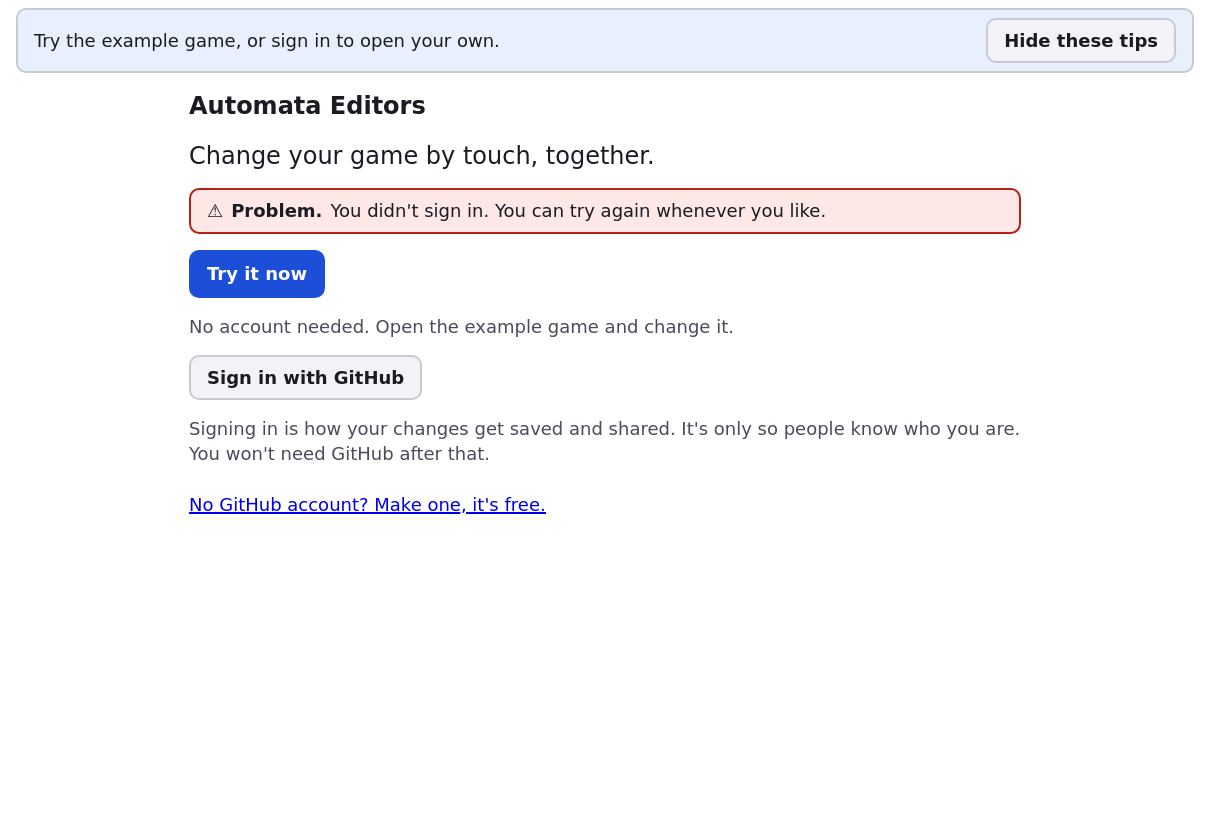 Try the example game, or sign in to open your own.
Hide these tips
Automata Editors
Change your game by touch, together.
⚠ Problem. You didn't sign in. You can try again whenever you like.
Try it now
No account needed. Open the example game and change it.
Sign in with GitHub
Signing in is how your changes get saved and shared. It's only so people know who you are.
You won't need GitHub after that.
No GitHub account? Make one, it's free.